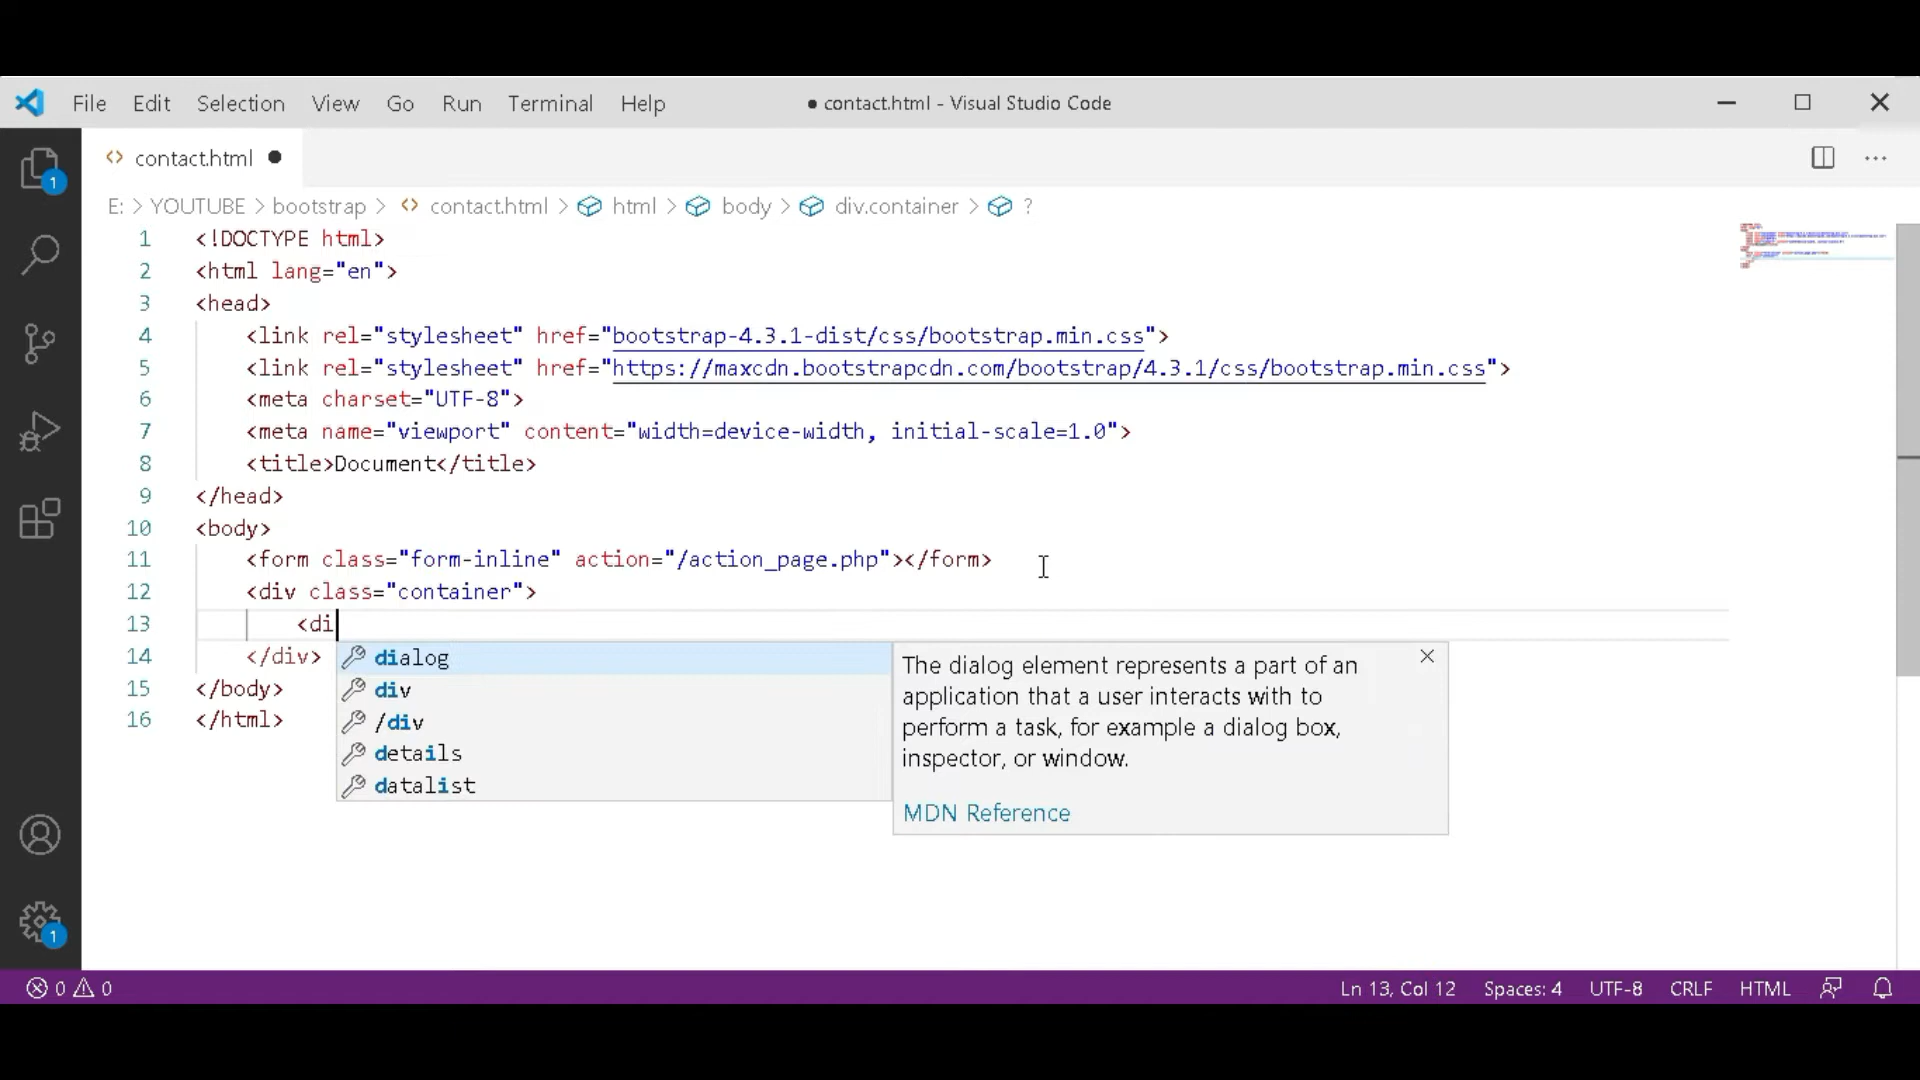 File Edit Selection View Go Run Terminal Help ● contact.html - Visual Studio Code
<> contact.html ●
E: > YOUTUBE > bootstrap > <> contact.html > html > body > div.container > ?
1 <!DOCTYPE html>
2 <html lang="en">
3 <head>
4 <link rel="stylesheet" href="bootstrap-4.3.1-dist/css/bootstrap.min.css">
5 <link rel="stylesheet" href="https://maxcdn.bootstrapcdn.com/bootstrap/4.3.1/css/bootstrap.min.css">
6 <meta charset="UTF-8">
7 <meta name="viewport" content="width=device-width, initial-scale=1.0">
8 <title>Document</title>
9 </head>
10 <body>
11 <form class="form-inline" action="/action_page.php"></form>
12 <div class="container">
13 <di
14 </div>
15 </body>
16 </html>
dialog
div
/div
details
datalist
The dialog element represents a part of an
application that a user interacts with to
perform a task, for example a dialog box,
inspector, or window.
MDN Reference
1
1
0 0 Ln 13, Col 12 Spaces: 4 UTF-8 CRLF HTML